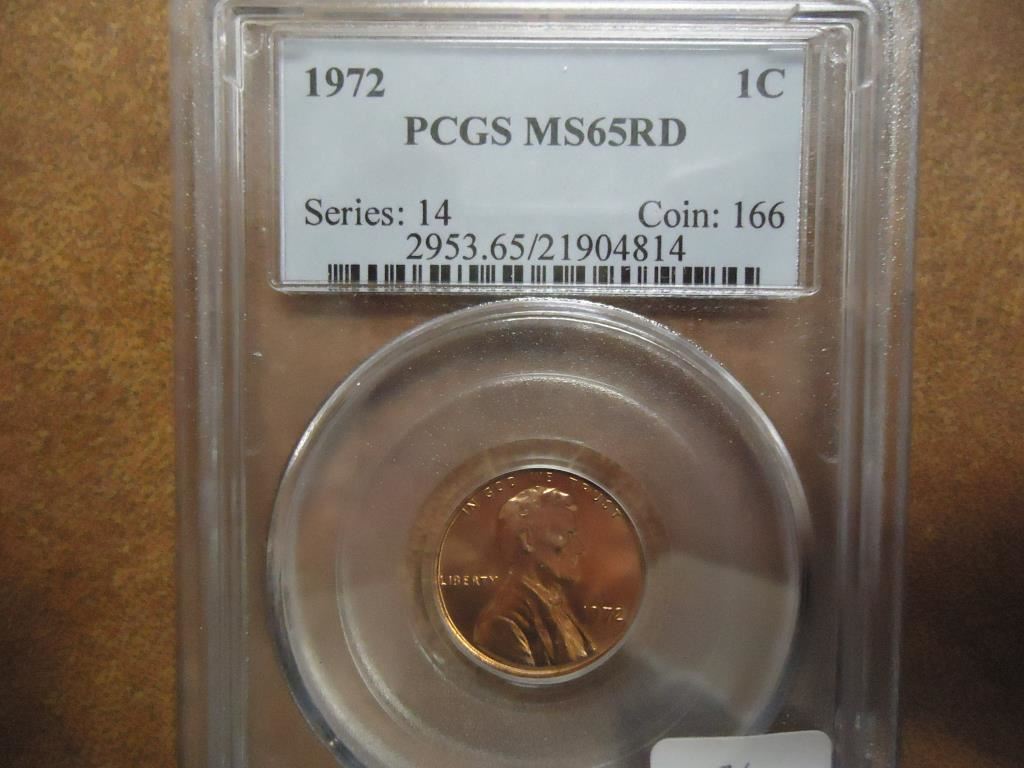 1972 1C
PCGS MS65RD
Series: 14 Coin: 166
2953.65/21904814
IN GOD WE TRUST
LIBERTY
1972